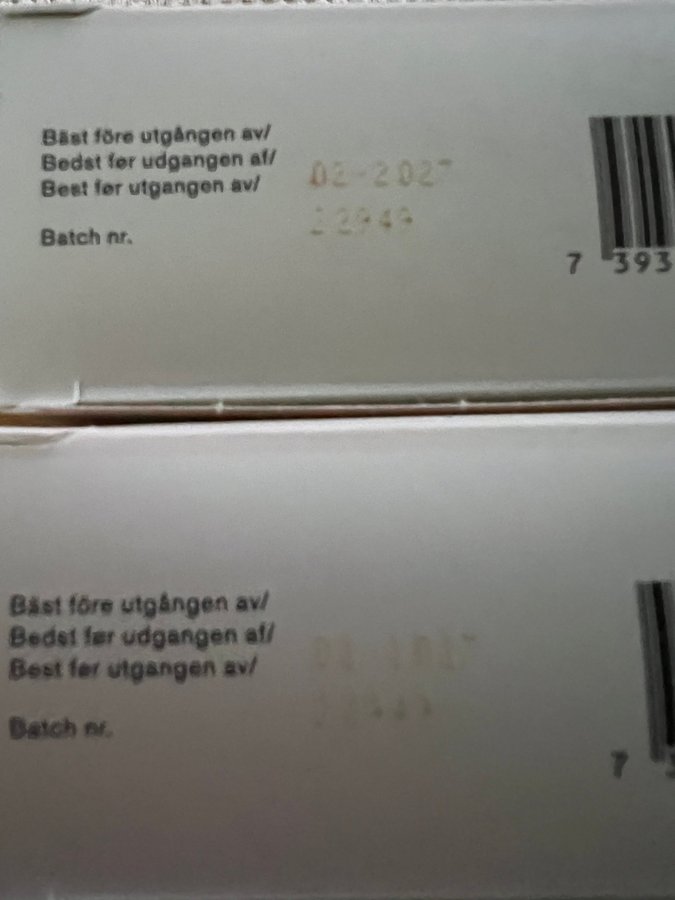 Bäst före utgången av/
Bedst før udgangen af/
Best før utgangen av/
02-2027
Batch nr.
7 393
Bäst före utgången av/
Bedst før udgangen af/
Best før utgangen av/
Batch nr.
7